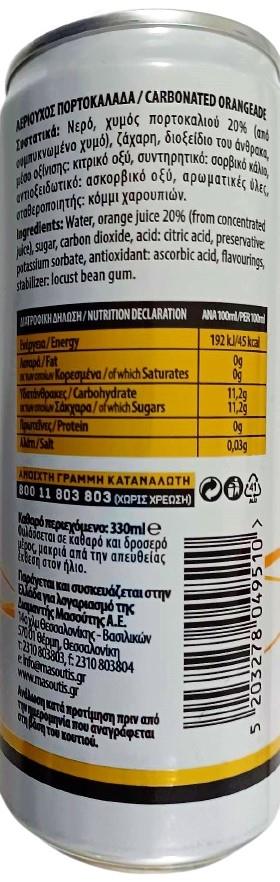 ΑΕΡΙΟΥΧΟΣ ΠΟΡΤΟΚΑΛΑΔΑ / CARBONATED ORANGEADE
Συστατικά: Νερό, χυμός πορτοκαλιού 20% (από
συμπυκνωμένο χυμό), ζάχαρη, διοξείδιο του άνθρακα,
μέσο οξίνισης: κιτρικό οξύ, συντηρητικό: σορβικό κάλιο,
αντιοξειδωτικό: ασκορβικό οξύ, αρωματικές ύλες,
σταθεροποιητής: κόμμι χαρουπιών.
Ingredients: Water, orange juice 20% (from concentrated
juice), sugar, carbon dioxide, acid: citric acid, preservative:
potassium sorbate, antioxidant: ascorbic acid, flavourings,
stabilizer: locust bean gum.
ΔΙΑΤΡΟΦΙΚΗ ΔΗΛΩΣΗ / NUTRITION DECLARATION ΑΝΑ 100ml/PER 100ml
Ενέργεια / Energy 192 kJ/45 kcal
Λιπαρά / Fat 0g
εκ των οποίων Κορεσμένα / of which Saturates 0g
Υδατάνθρακες / Carbohydrate 11,2g
εκ των οποίων Σάκχαρα / of which Sugars 11,2g
Πρωτεΐνες / Protein 0g
Αλάτι / Salt 0,03g
ΑΝΟΙΧΤΗ ΓΡΑΜΜΗ ΚΑΤΑΝΑΛΩΤΗ
800 11 803 803 (ΧΩΡΙΣ ΧΡΕΩΣΗ)
41
ALU
Καθαρό περιεχόμενο: 330ml e
Φυλάσσεται σε καθαρό και δροσερό
μέρος, μακριά από την απευθείας
έκθεση στον ήλιο.
Παράγεται και συσκευάζεται στην
Ελλάδα για λογαριασμό της
Διαμαντής Μασούτης Α.Ε.
14ο χλμ Θεσσαλονίκης - Βασιλικών
57001 Θέρμη, Θεσσαλονίκη
τ: 2310 803803, f: 2310 803804
e: info@masoutis.gr
www.masoutis.gr
Ανάλωση κατά προτίμηση πριν από
την ημερομηνία που αναγράφεται
στη βάση του κουτιού.
5 203278 049510 >